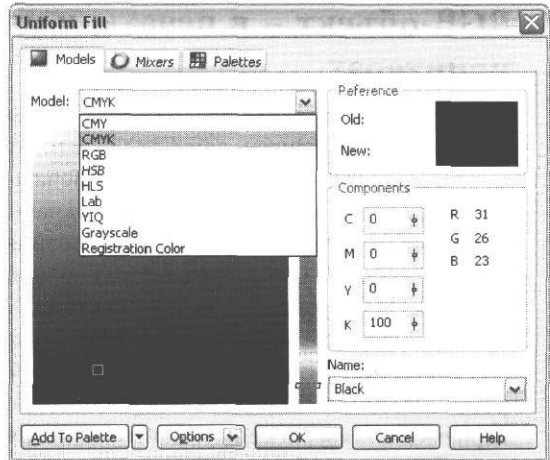 Uniform Fill
Models Mixers Palettes
Model: CMYK
CMY
CMYK
RGB
HSB
HLS
Lab
YIQ
Grayscale
Registration Color
Reference
Old:
New:
Components
C 0 R 31
G 26
M 0 B 23
Y 0
K 100
Name:
Black
Add To Palette Options OK Cancel Help